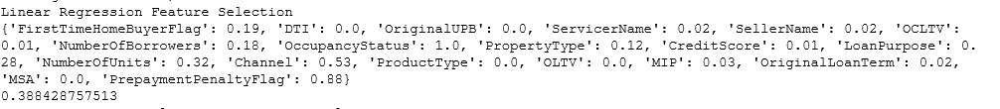 Linear Regression Feature Selection
{'FirstTimeHomeBuyerFlag': 0.19, 'DTI': 0.0, 'OriginalUPB': 0.0, 'ServicerName': 0.02, 'SellerName': 0.02, 'OCLTV':
0.01, 'NumberOfBorrowers': 0.18, 'OccupancyStatus': 1.0, 'PropertyType': 0.12, 'CreditScore': 0.01, 'LoanPurpose': 0.
28, 'NumberOfUnits': 0.32, 'Channel': 0.53, 'ProductType': 0.0, 'OLTV': 0.0, 'MIP': 0.03, 'OriginalLoanTerm': 0.02,
'MSA': 0.0, 'PrepaymentPenaltyFlag': 0.88}
0.388428757513